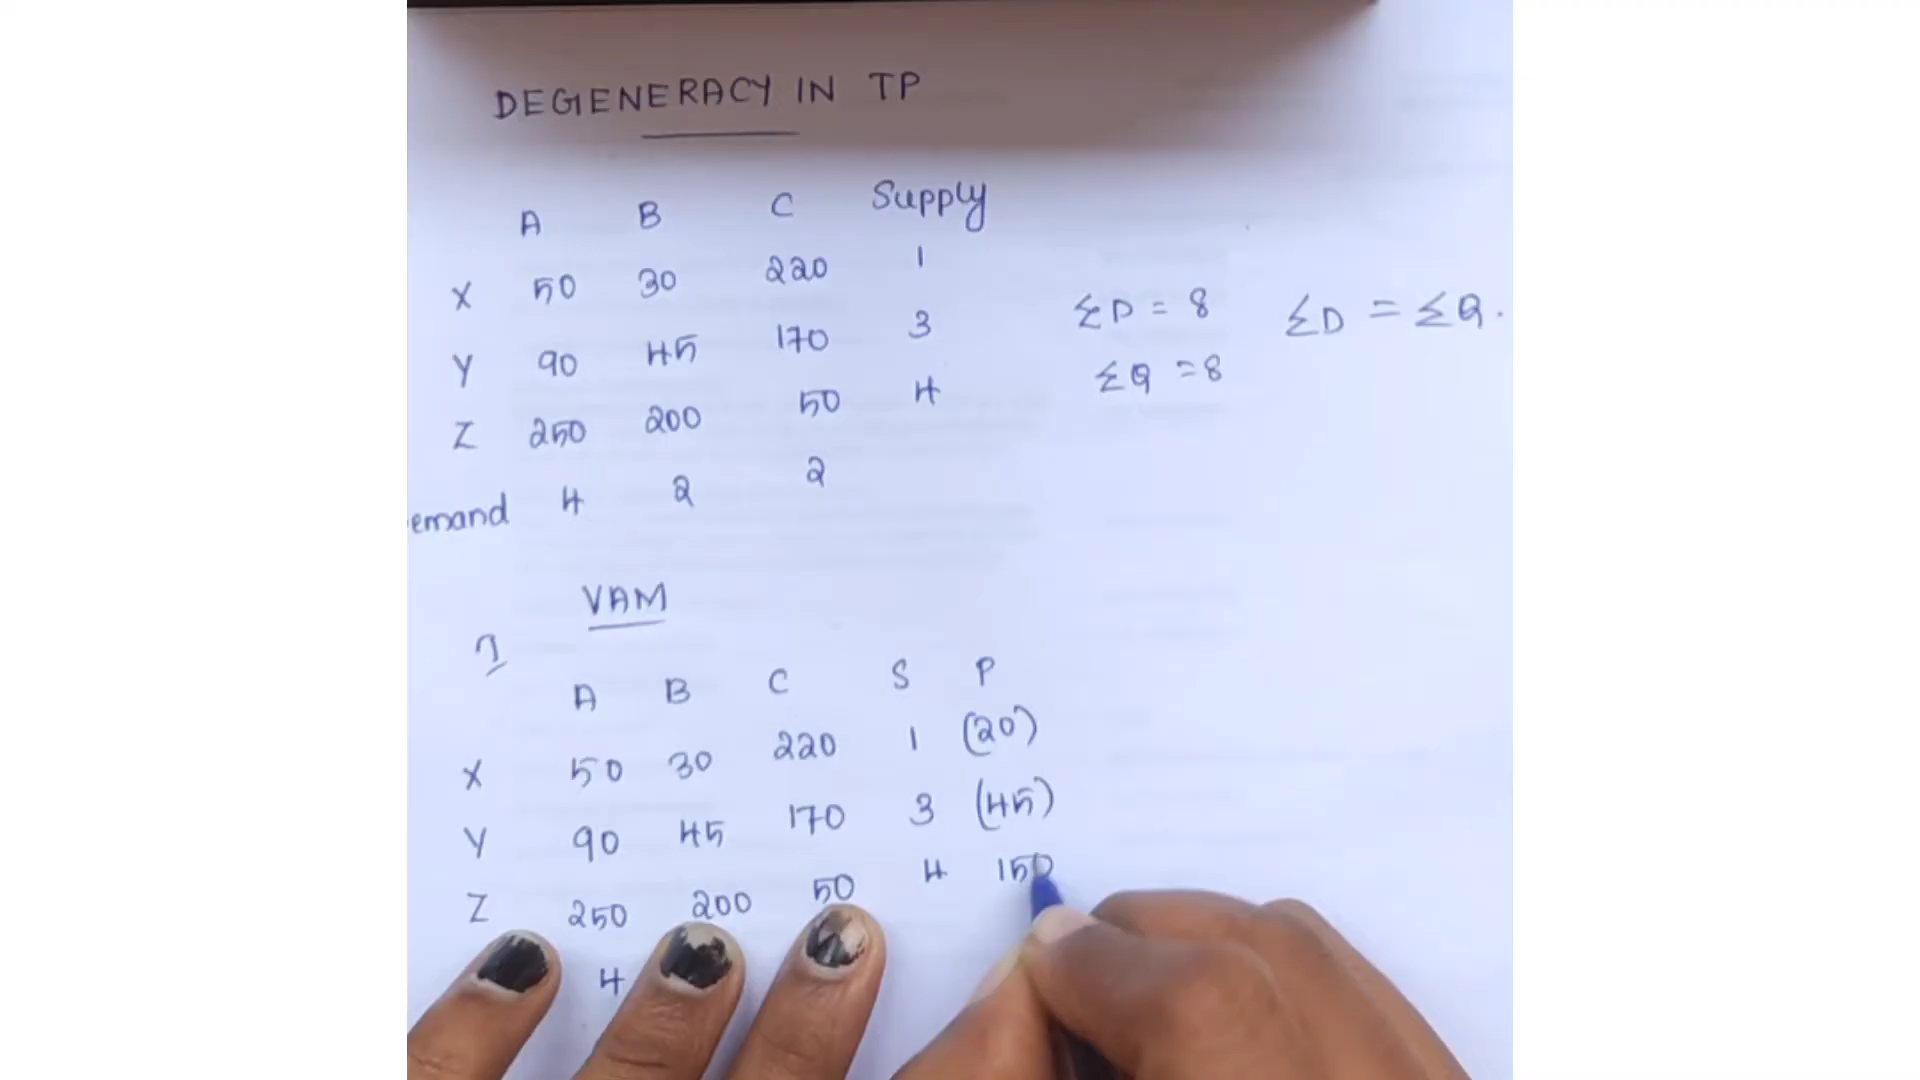 DEGENERACY IN TP
A B C Supply
X 50 30 220 1
Y 90 45 170 3
Z 250 200 50 4
emand 4 2 2
ΣD = 8 ΣD = ΣQ.
ΣQ = 8
VAM
A B C S P
X 50 30 220 1 (20)
Y 90 45 170 3 (45)
Z 250 200 50 4 150
4